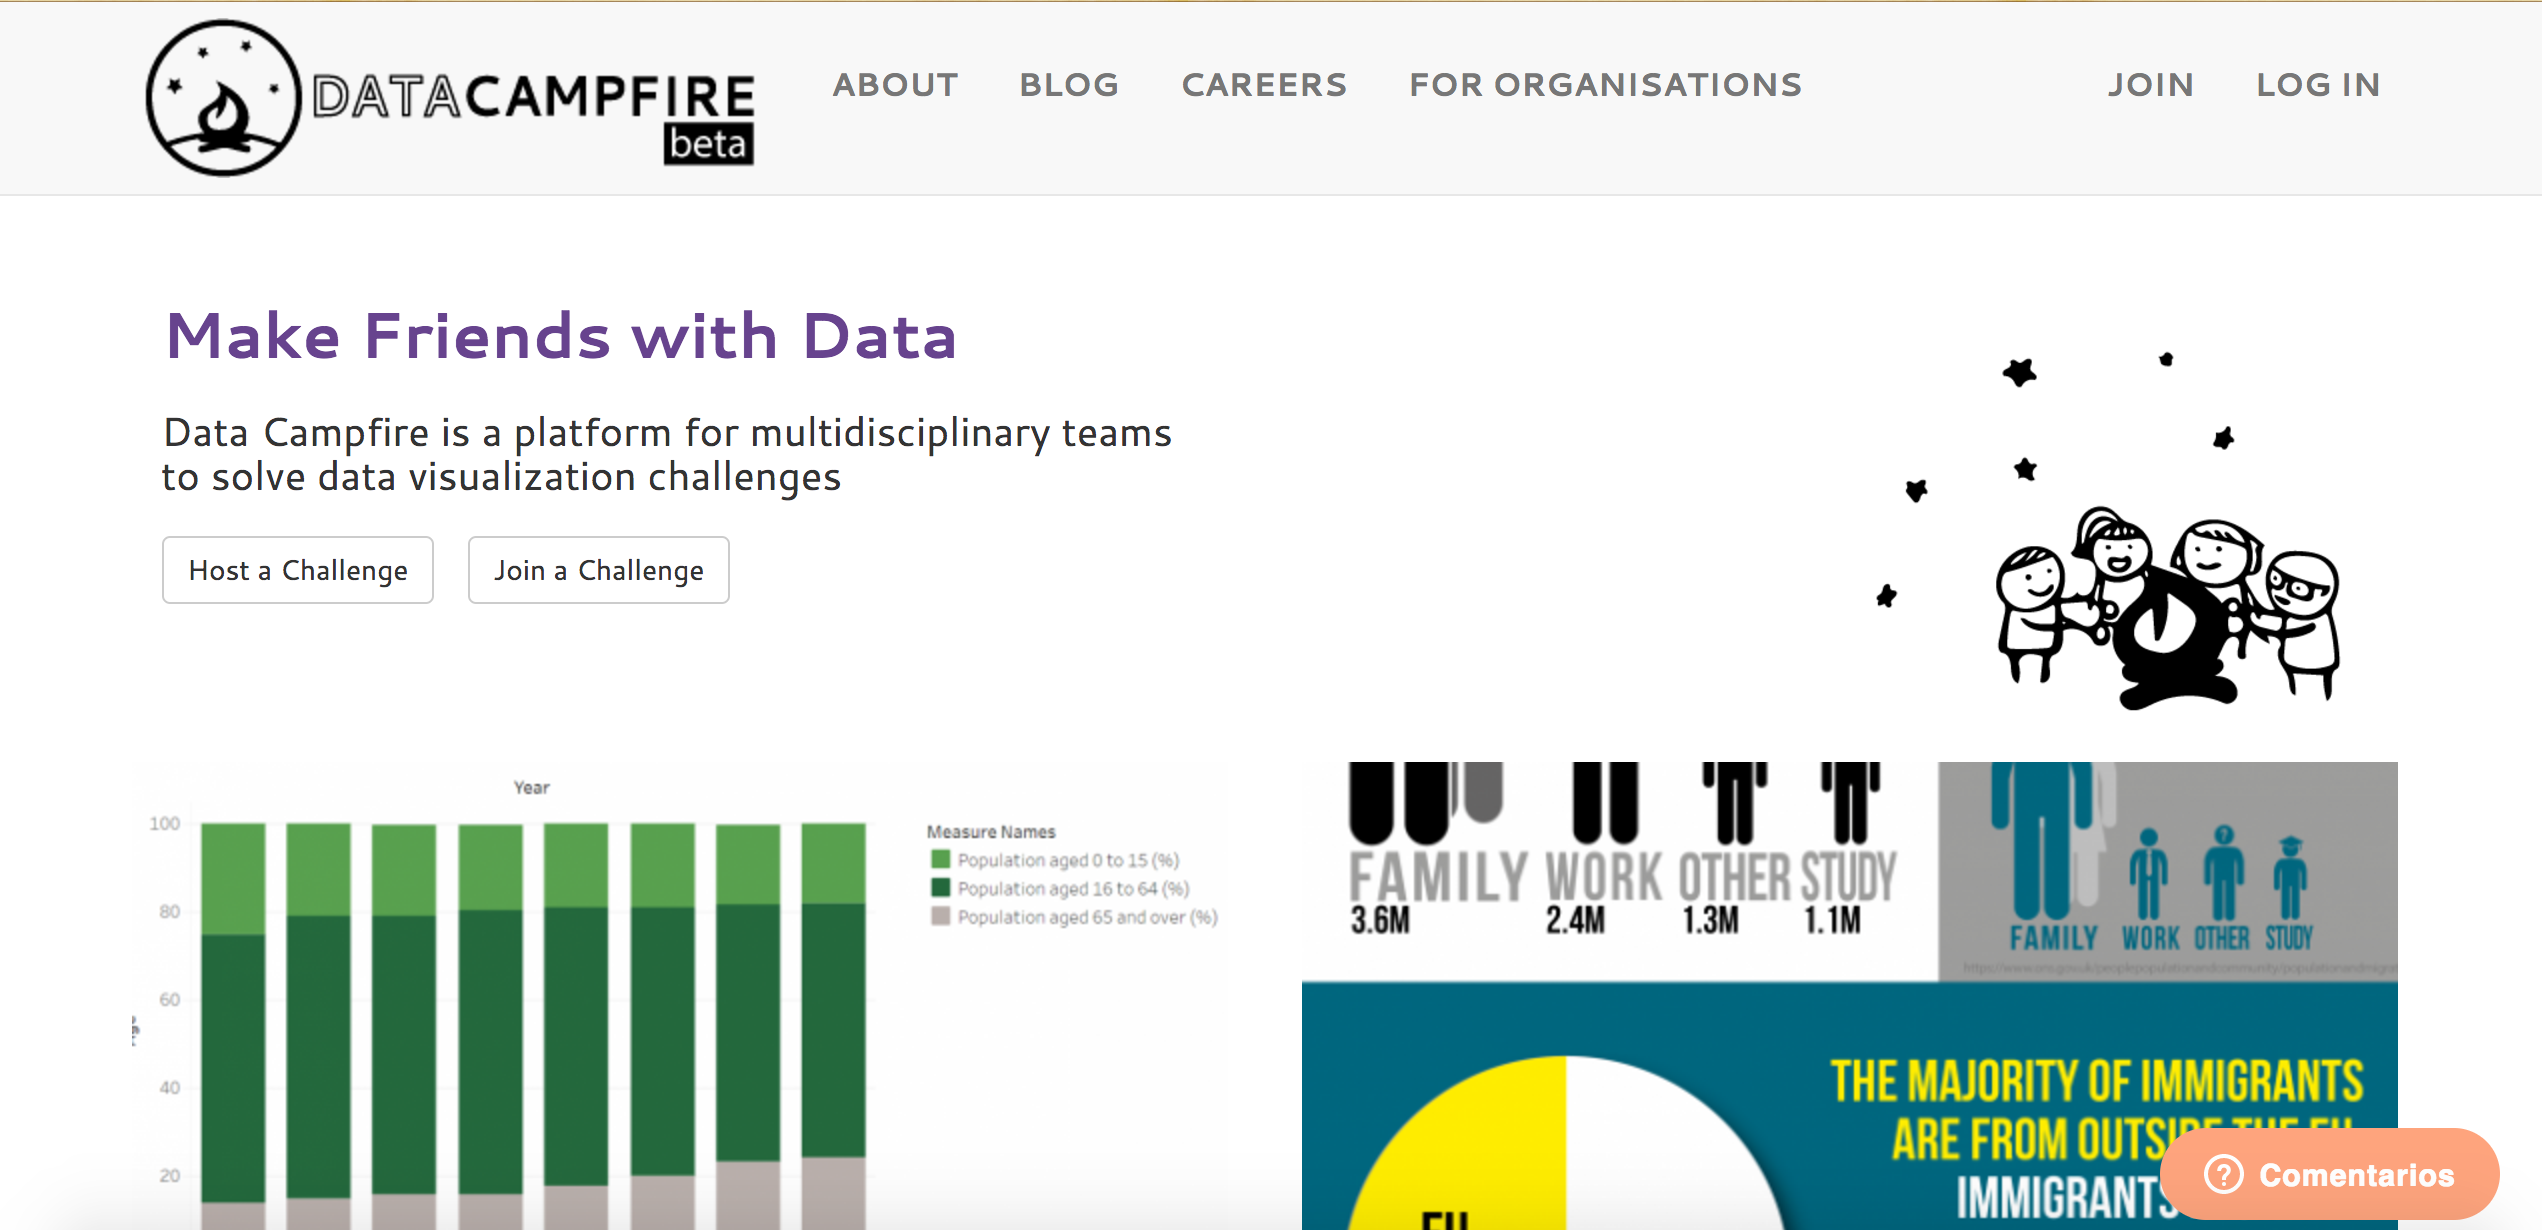 DATACAMPFIRE
beta
ABOUT
BLOG
CAREERS
FOR ORGANISATIONS
JOIN
LOG IN
Make Friends with Data
Data Campfire is a platform for multidisciplinary teams
to solve data visualization challenges
Host a Challenge
Join a Challenge
Year
100
80
60
40
20
Measure Names
Population aged 0 to 15 (%)
Population aged 16 to 64 (%)
Population aged 65 and over (%)
FAMILY WORK OTHER STUDY
3.6M 2.4M 1.3M 1.1M
?
FAMILY WORK OTHER STUDY
THE MAJORITY OF IMMIGRANTS
ARE FROM
IMMIGRANTS
EU
? Comentarios